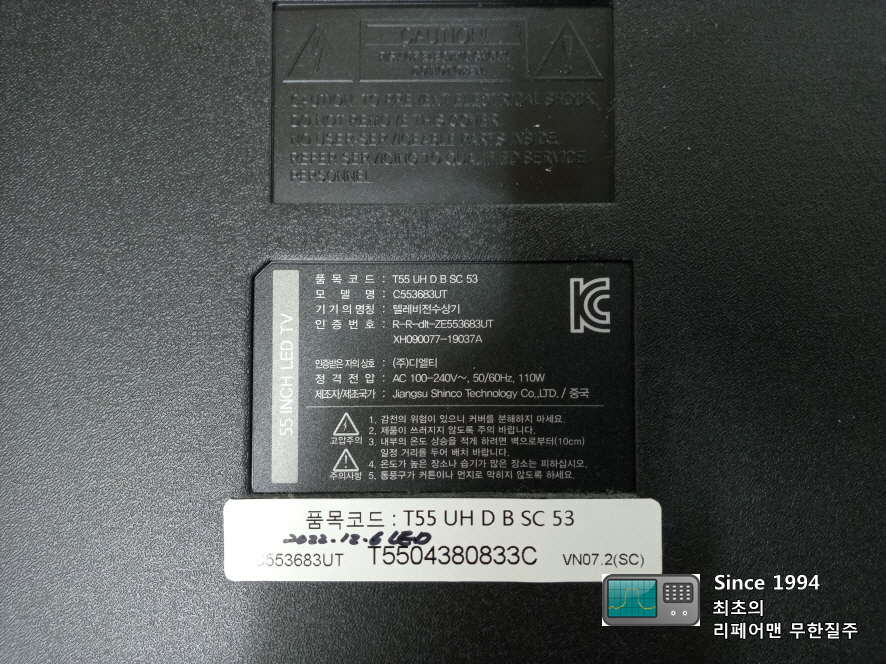 CAUTION!
CAUTION: TO PREVENT ELECTRICAL SHOCK,
DO NOT REMOVE THIS COVER.
NO USER SERVICEABLE PARTS INSIDE,
REFER SERVICING TO QUALIFIED SERVICE
PERSONNEL
55 INCH LED TV
품 목 코 드 : T55 UH D B SC 53
모 델 명 : C553683UT
기 기 의 명칭 : 텔레비전수상기
인 증 번 호 : R-R-dlt-ZE553683UT
XH090077-19037A
인증받은 자의 상호 : (주)디엘티
정 격 전 압 : AC 100-240V~, 50/60Hz, 110W
제조자/제조국가 : Jiangsu Shinco Technology Co.,LTD. / 중국
고압주의
1. 감전의 위험이 있으니 커버를 분해하지 마세요.
2. 제품이 쓰러지지 않도록 주의 바랍니다.
3. 내부의 온도 상승을 적게 하려면 벽으로부터(10cm)
일정 거리를 두어 배치 바랍니다.
주의사항
4. 온도가 높은 장소나 습기가 많은 장소는 피하십시오.
5. 통풍구가 커튼이나 먼지로 막히지 않도록 하세요.
품목코드 : T55 UH D B SC 53
2022.12.6 LED
C553683UT T5504380833C VN07.2(SC)
Since 1994
최초의
리페어맨 무한질주